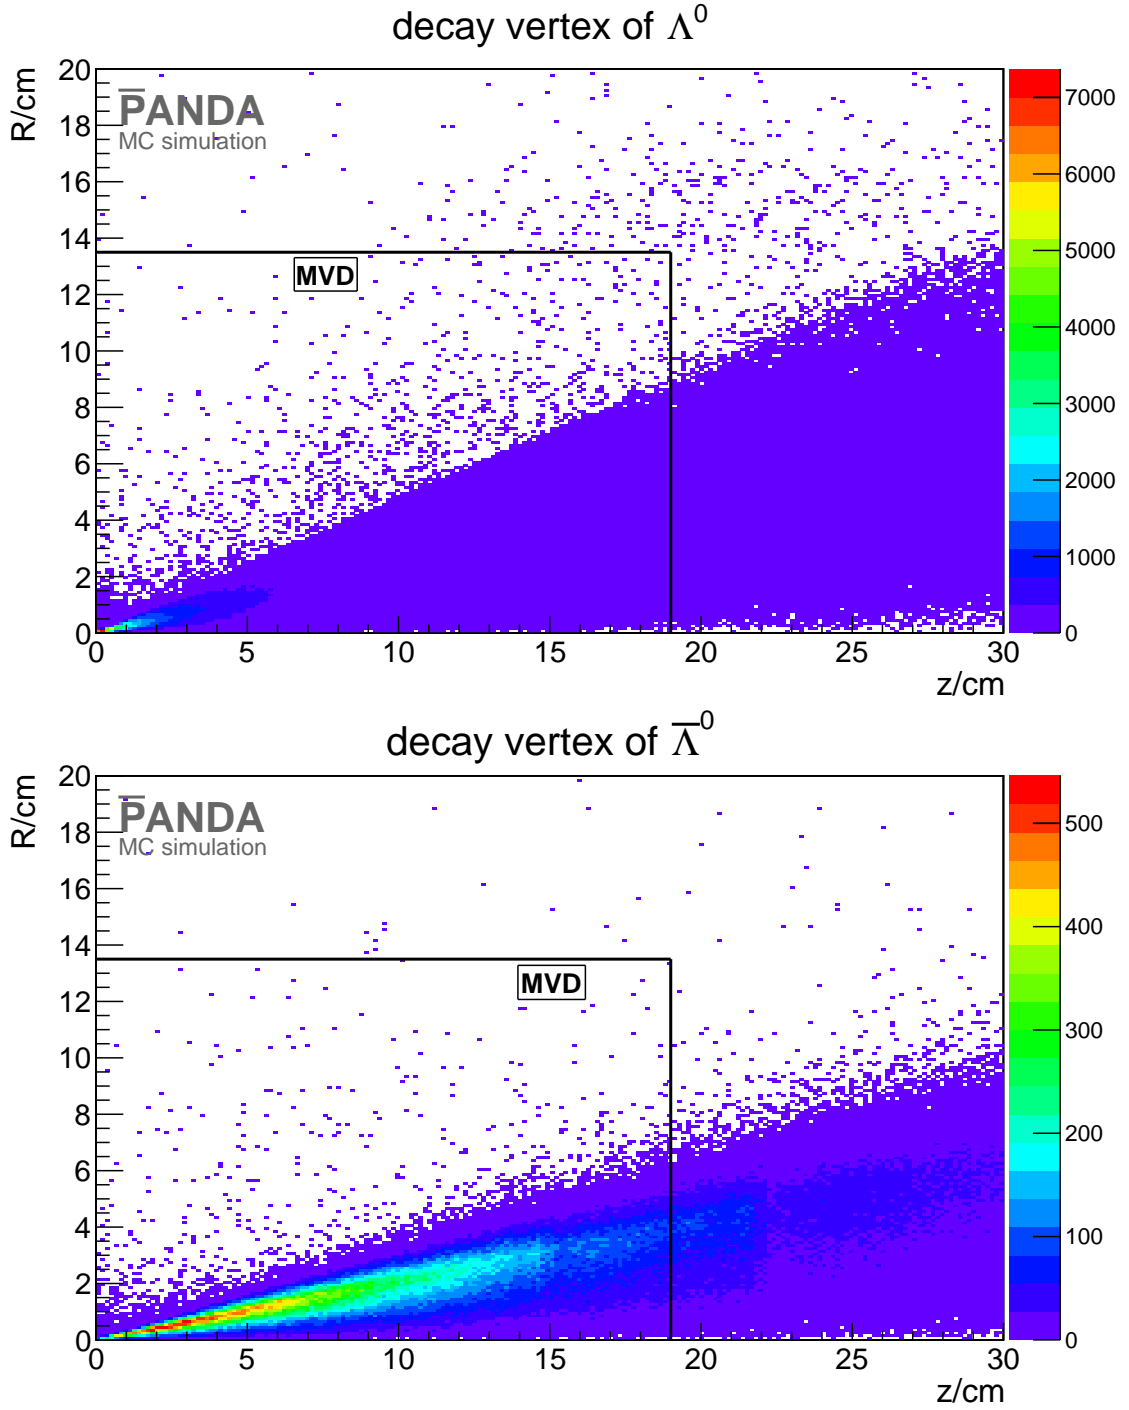 decay vertex of Λ⁰
R/cm
20
18
16
14
12
10
8
6
4
2
0
P̅ANDA
MC simulation
MVD
0 5 10 15 20 25 30
z/cm
7000
6000
5000
4000
3000
2000
1000
0
decay vertex of Λ̅⁰
R/cm
20
18
16
14
12
10
8
6
4
2
0
P̅ANDA
MC simulation
MVD
0 5 10 15 20 25 30
z/cm
500
400
300
200
100
0